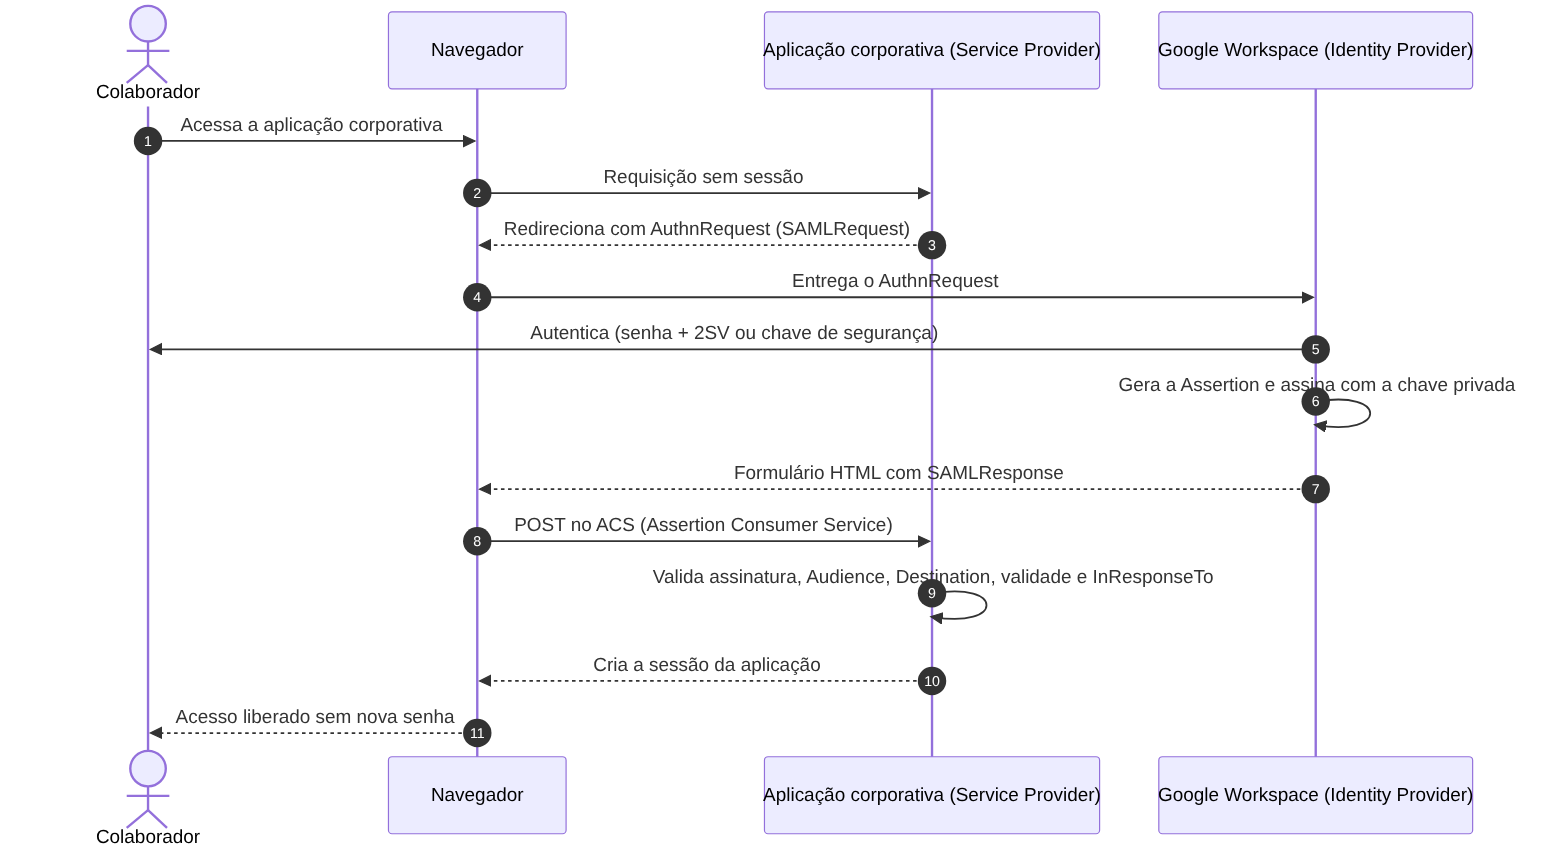 Colaborador
Navegador
Aplicação corporativa (Service Provider)
Google Workspace (Identity Provider)
1 Acessa a aplicação corporativa
2 Requisição sem sessão
Redireciona com AuthnRequest (SAMLRequest) 3
4 Entrega o AuthnRequest
Autentica (senha + 2SV ou chave de segurança) 5
Gera a Assertion e assina com a chave privada
6
Formulário HTML com SAMLResponse 7
8 POST no ACS (Assertion Consumer Service)
Valida assinatura, Audience, Destination, validade e InResponseTo
9
Cria a sessão da aplicação 10
Acesso liberado sem nova senha 11
Colaborador
Navegador
Aplicação corporativa (Service Provider)
Google Workspace (Identity Provider)